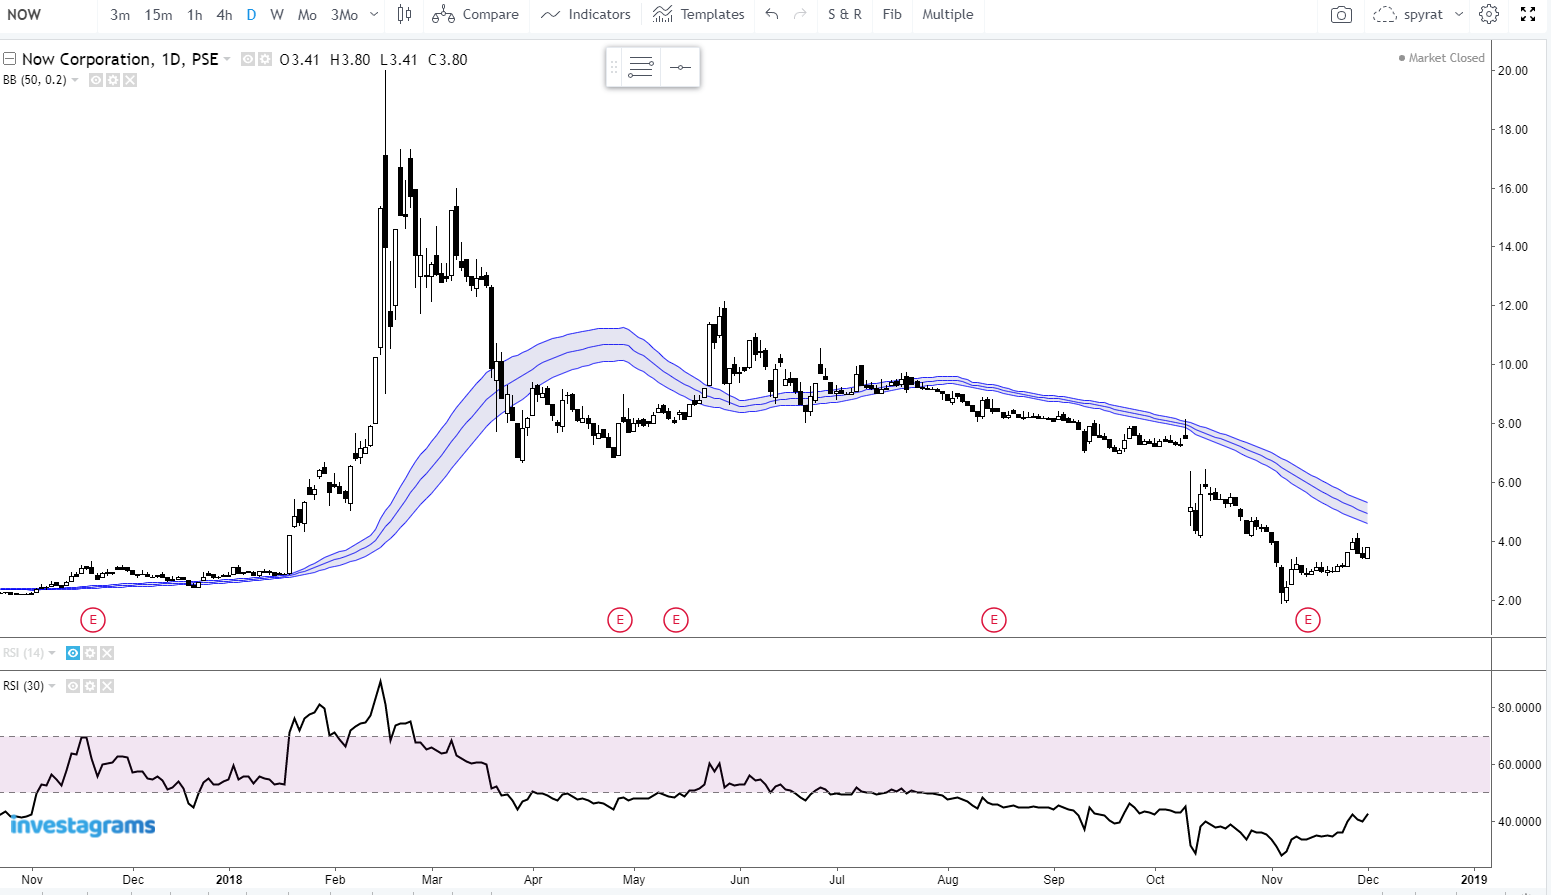 NOW 3m 15m 1h 4h D W Mo 3Mo Compare Indicators Templates S & R Fib Multiple spyrat
Now Corporation, 1D, PSE O3.41 H3.80 L3.41 C3.80
Market Closed
BB (50, 0.2)
20.00
18.00
16.00
14.00
12.00
10.00
8.00
6.00
4.00
2.00
E E E E E
RSI (14)
RSI (30)
80.0000
60.0000
40.0000
investagrams
Nov Dec 2018 Feb Mar Apr May Jun Jul Aug Sep Oct Nov Dec 2019